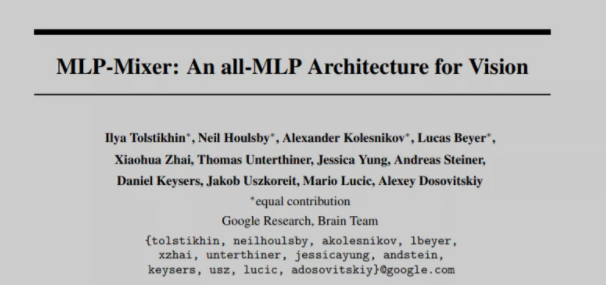 MLP-Mixer: An all-MLP Architecture for Vision
Ilya Tolstikhin*, Neil Houlsby*, Alexander Kolesnikov*, Lucas Beyer*,
Xiaohua Zhai, Thomas Unterthiner, Jessica Yung, Andreas Steiner,
Daniel Keysers, Jakob Uszkoreit, Mario Lucic, Alexey Dosovitskiy
*equal contribution
Google Research, Brain Team
{tolstikhin, neilhoulsby, akolesnikov, lbeyer,
xzhai, unterthiner, jessicayung, andstein,
keysers, usz, lucic, adosovitskiy}@google.com